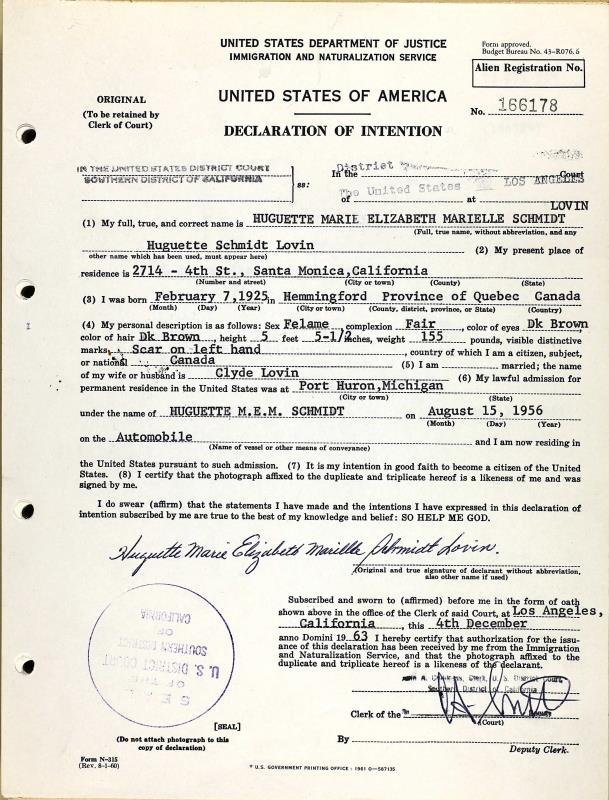 UNITED STATES DEPARTMENT OF JUSTICE
IMMIGRATION AND NATURALIZATION SERVICE
Form approved.
Budget Bureau No. 43-R076.5
Alien Registration No.
ORIGINAL
(To be retained by
Clerk of Court)
UNITED STATES OF AMERICA
No. 166178
DECLARATION OF INTENTION
IN THE UNITED STATES DISTRICT COURT
SOUTHERN DISTRICT OF CALIFORNIA
ss:
In the District Court
of The United States at LOS ANGELES
LOVIN
(1) My full, true, and correct name is HUGUETTE MARIE ELIZABETH MARIELLE SCHMIDT
(Full, true name, without abbreviation, and any
Huguette Schmidt Lovin (2) My present place of
other name which has been used, must appear here)
residence is 2714 - 4th St., Santa Monica,California
(Number and street) (City or town) (County) (State)
(3) I was born February 7,1925 in Hemmingford Province of Quebec Canada
(Month) (Day) (Year) (City or town) (County, district, province, or State) (Country)
(4) My personal description is as follows: Sex Felame, complexion Fair, color of eyes Dk Brown,
color of hair Dk Brown, height 5 feet 5-1/2 inches, weight 155 pounds, visible distinctive
marks, Scar on left hand, country of which I am a citizen, subject,
or national Canada (5) I am married; the name
of my wife or husband is Clyde Lovin (6) My lawful admission for
permanent residence in the United States was at Port Huron,Michigan
(City or town) (State)
under the name of HUGUETTE M.E.M. SCHMIDT on August 15, 1956
(Month) (Day) (Year)
on the Automobile and I am now residing in
(Name of vessel or other means of conveyance)
the United States pursuant to such admission. (7) It is my intention in good faith to become a citizen of the United
States. (8) I certify that the photograph affixed to the duplicate and triplicate hereof is a likeness of me and was
signed by me.
I do swear (affirm) that the statements I have made and the intentions I have expressed in this declaration of
intention subscribed by me are true to the best of my knowledge and belief: SO HELP ME GOD.
Huguette Marie Elizabeth Marielle Schmidt Lovin.
(Original and true signature of declarant without abbreviation,
also other name if used)
Subscribed and sworn to (affirmed) before me in the form of oath
shown above in the office of the Clerk of said Court, at Los Angeles,
California, this 4th December
anno Domini 1963 I hereby certify that authorization for the issu-
ance of this declaration has been received by me from the Immigration
and Naturalization Service, and that the photograph affixed to the
duplicate and triplicate hereof is a likeness of the declarant.
Clerk, U. S. District Court,
Southern District of California
Clerk of the
(Court)
SEAL
OF THE
U. S. DISTRICT COURT
SOUTHERN DISTRICT
OF
CALIFORNIA
[SEAL]
(Do not attach photograph to this
copy of declaration)
By
Deputy Clerk.
Form N-315
(Rev. 8-1-60)
U.S. GOVERNMENT PRINTING OFFICE : 1961 O-587135